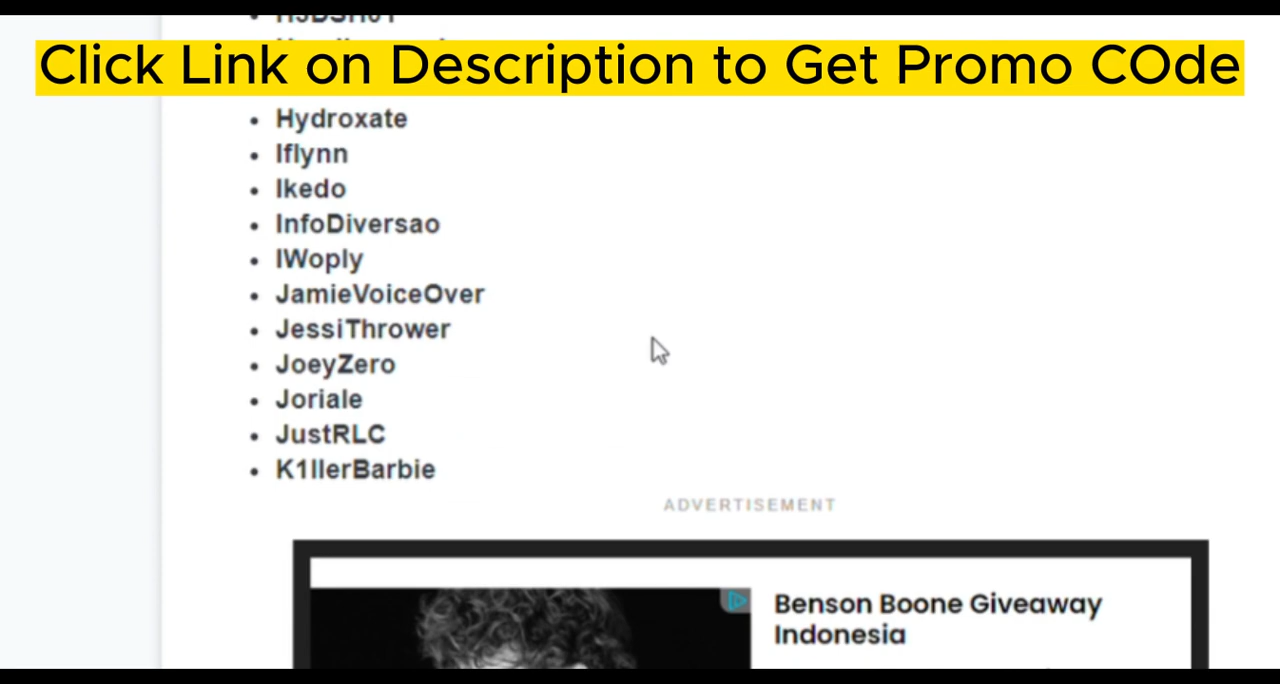 Click Link on Description to Get Promo COde
Hydroxate
Iflynn
Ikedo
InfoDiversao
IWoply
JamieVoiceOver
JessiThrower
JoeyZero
Joriale
JustRLC
K1llerBarbie
ADVERTISEMENT
Benson Boone Giveaway
Indonesia